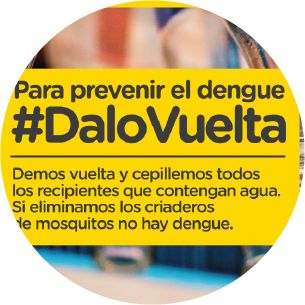 Para prevenir el dengue
#DaloVuelta
Demos vuelta y cepillemos todos
los recipientes que contengan agua.
Si eliminamos los criaderos
de mosquitos no hay dengue.